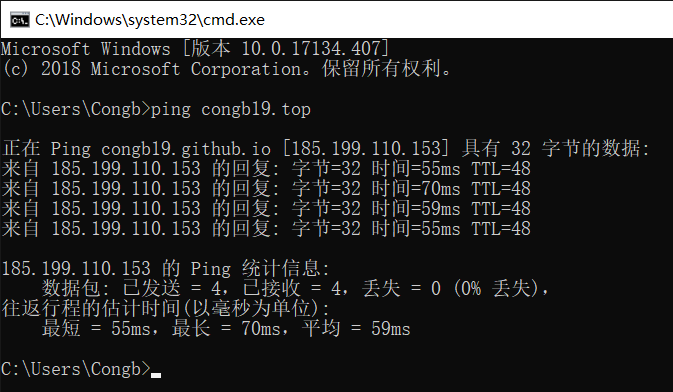 C:\Windows\system32\cmd.exe
Microsoft Windows [版本 10.0.17134.407]
(c) 2018 Microsoft Corporation。保留所有权利。
C:\Users\Congb>ping congb19.top
正在 Ping congb19.github.io [185.199.110.153] 具有 32 字节的数据:
来自 185.199.110.153 的回复: 字节=32 时间=55ms TTL=48
来自 185.199.110.153 的回复: 字节=32 时间=70ms TTL=48
来自 185.199.110.153 的回复: 字节=32 时间=59ms TTL=48
来自 185.199.110.153 的回复: 字节=32 时间=55ms TTL=48
185.199.110.153 的 Ping 统计信息:
数据包: 已发送 = 4，已接收 = 4，丢失 = 0 (0% 丢失)，
往返行程的估计时间(以毫秒为单位):
最短 = 55ms，最长 = 70ms，平均 = 59ms
C:\Users\Congb>